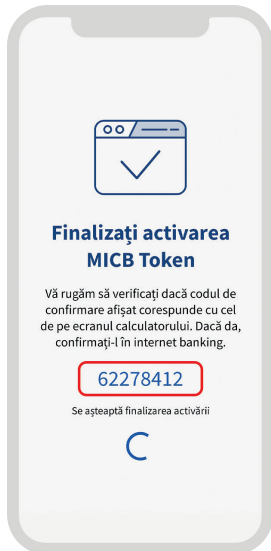 Finalizați activarea
MICB Token
Vă rugăm să verificați dacă codul de
confirmare afișat corespunde cu cel
de pe ecranul calculatorului. Dacă da,
confirmați-l în internet banking.
62278412
Se așteaptă finalizarea activării